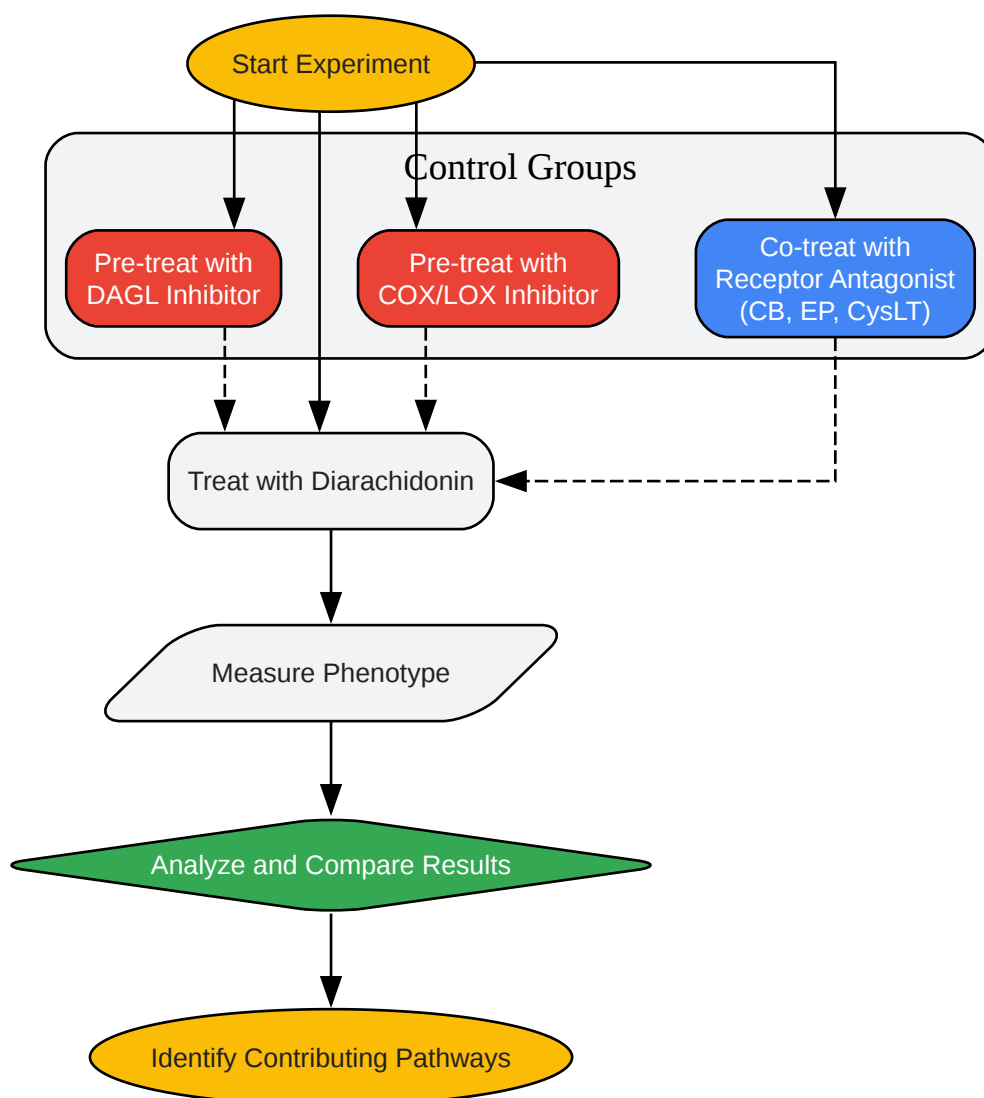 Start Experiment
Control Groups
Pre-treat with
DAGL Inhibitor
Pre-treat with
COX/LOX Inhibitor
Co-treat with
Receptor Antagonist
(CB, EP, CysLT)
Treat with Diarachidonin
Measure Phenotype
Analyze and Compare Results
Identify Contributing Pathways